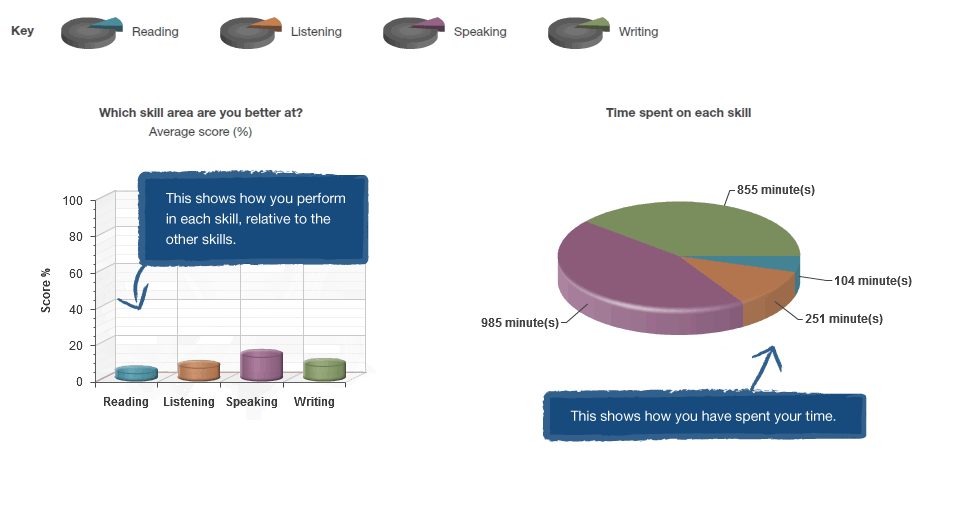 Key
Reading
Listening
Speaking
Writing
Which skill area are you better at?
Average score (%)
Time spent on each skill
This shows how you perform
in each skill, relative to the
other skills.
Score %
100
80
60
40
20
0
Reading
Listening
Speaking
Writing
855 minute(s)
104 minute(s)
251 minute(s)
985 minute(s)
This shows how you have spent your time.